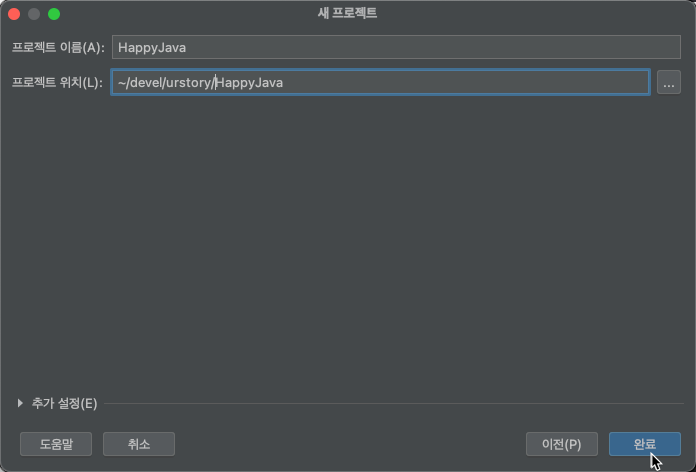 새 프로젝트
프로젝트 이름(A): HappyJava
프로젝트 위치(L): ~/devel/urstory/HappyJava ...
추가 설정(E)
도움말 취소 이전(P) 완료